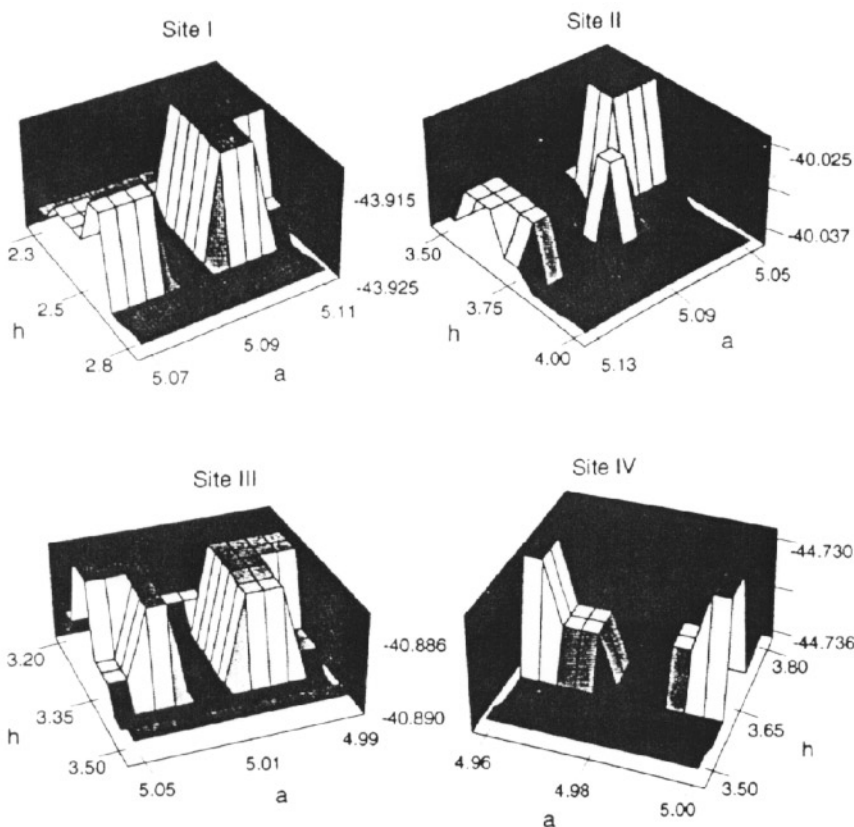 Site I
-43.915
-43.925
2.3
2.5
2.8
h
5.07
5.09
5.11
a
Site II
-40.025
-40.037
3.50
3.75
4.00
h
5.13
5.09
5.05
a
Site III
-40.886
-40.890
3.20
3.35
3.50
h
5.05
5.01
4.99
a
Site IV
-44.730
-44.736
3.80
3.65
3.50
h
4.96
4.98
5.00
a